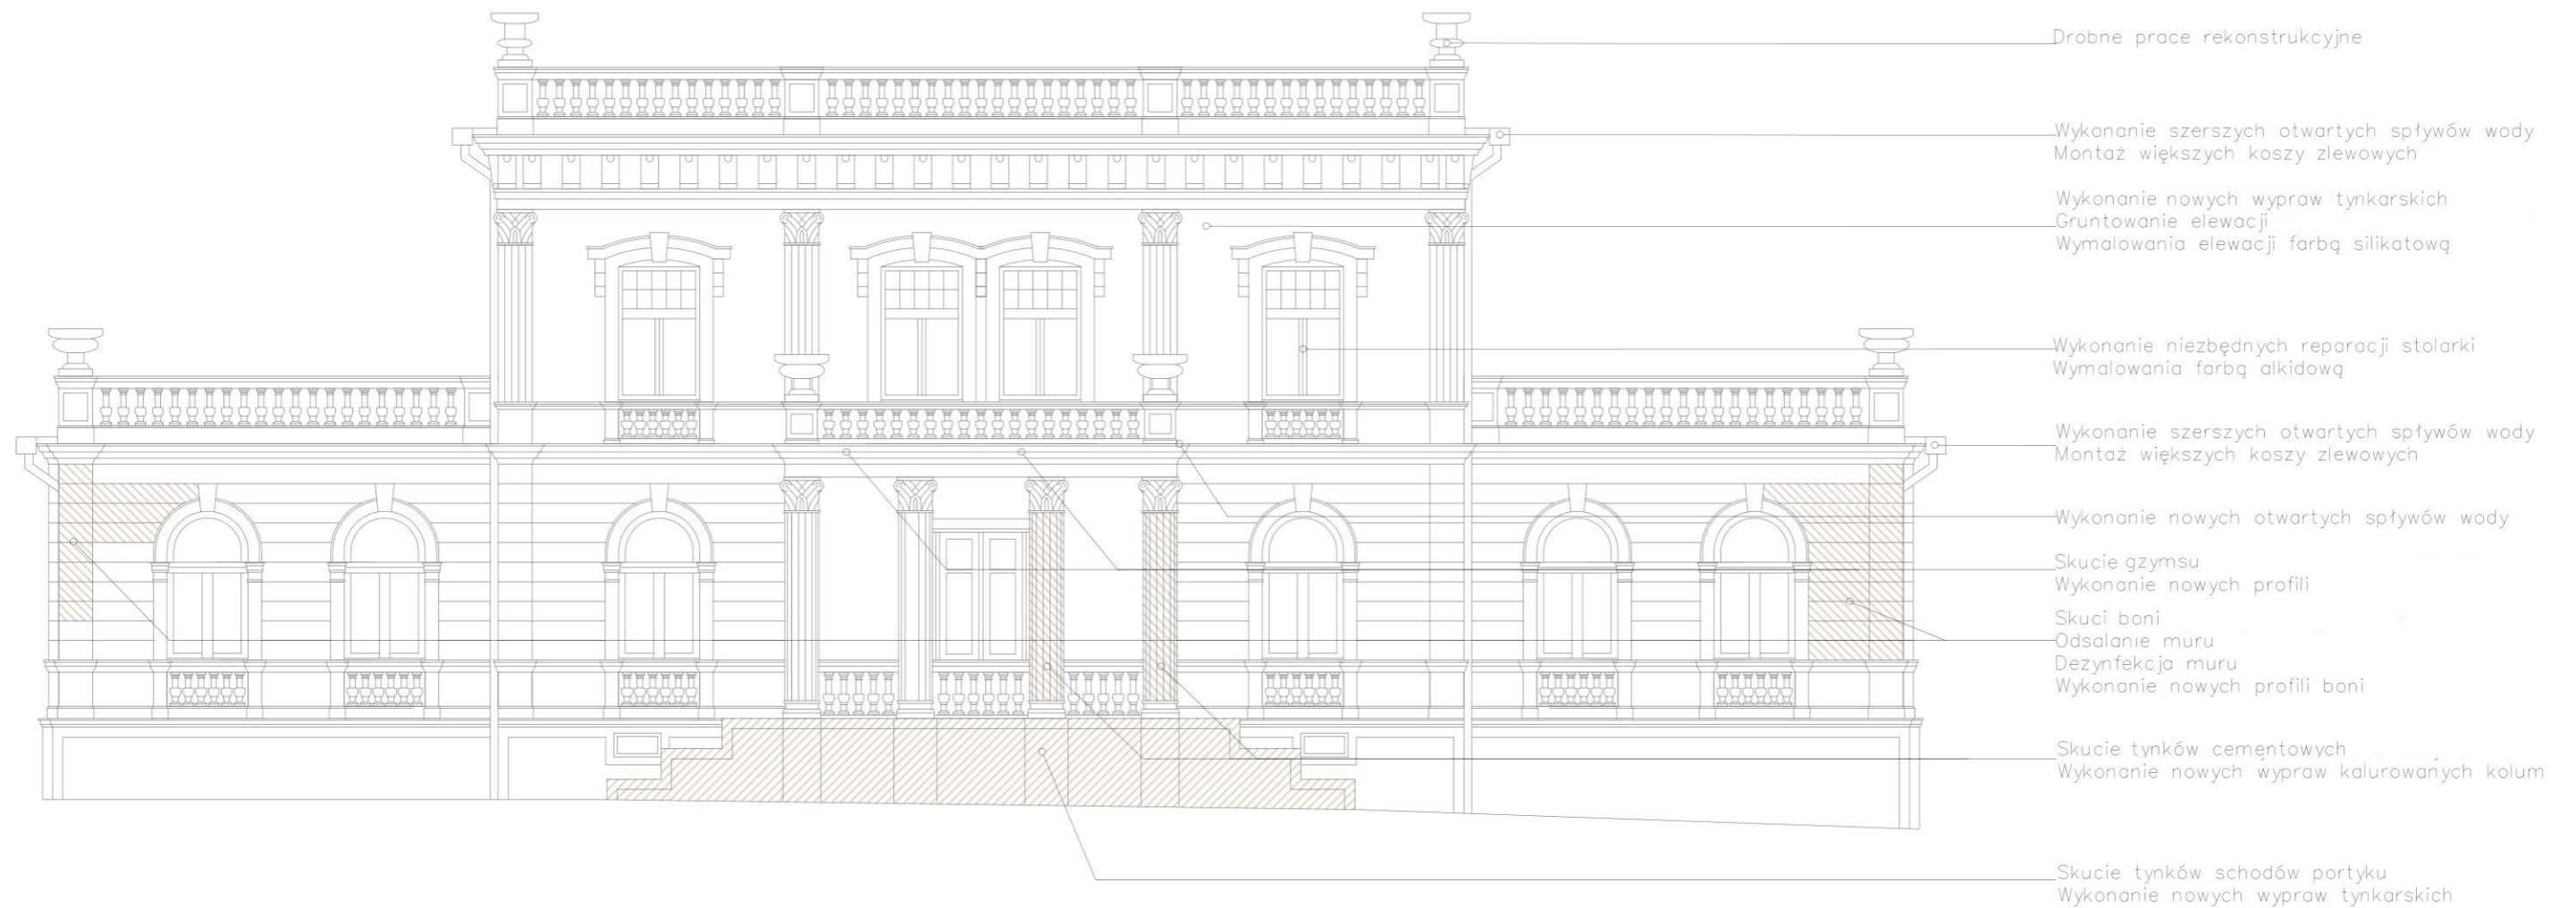 Drobne prace rekonstrukcyjne
Wykonanie szerszych otwartych spływów wody
Montaż większych koszy zlewowych
Wykonanie nowych wypraw tynkarskich
Gruntowanie elewacji
Wymalowania elewacji farbą silikatową
Wykonanie niezbędnych reparacji stolarki
Wymalowania farbą alkidową
Wykonanie szerszych otwartych spływów wody
Montaż większych koszy zlewowych
Wykonanie nowych otwartych spływów wody
Skucie gzymsu
Wykonanie nowych profili
Skuci boni
Odsalanie muru
Dezynfekcja muru
Wykonanie nowych profili boni
Skucie tynków cementowych
Wykonanie nowych wypraw kalurowanych kolum
Skucie tynków schodów portyku
Wykonanie nowych wypraw tynkarskich